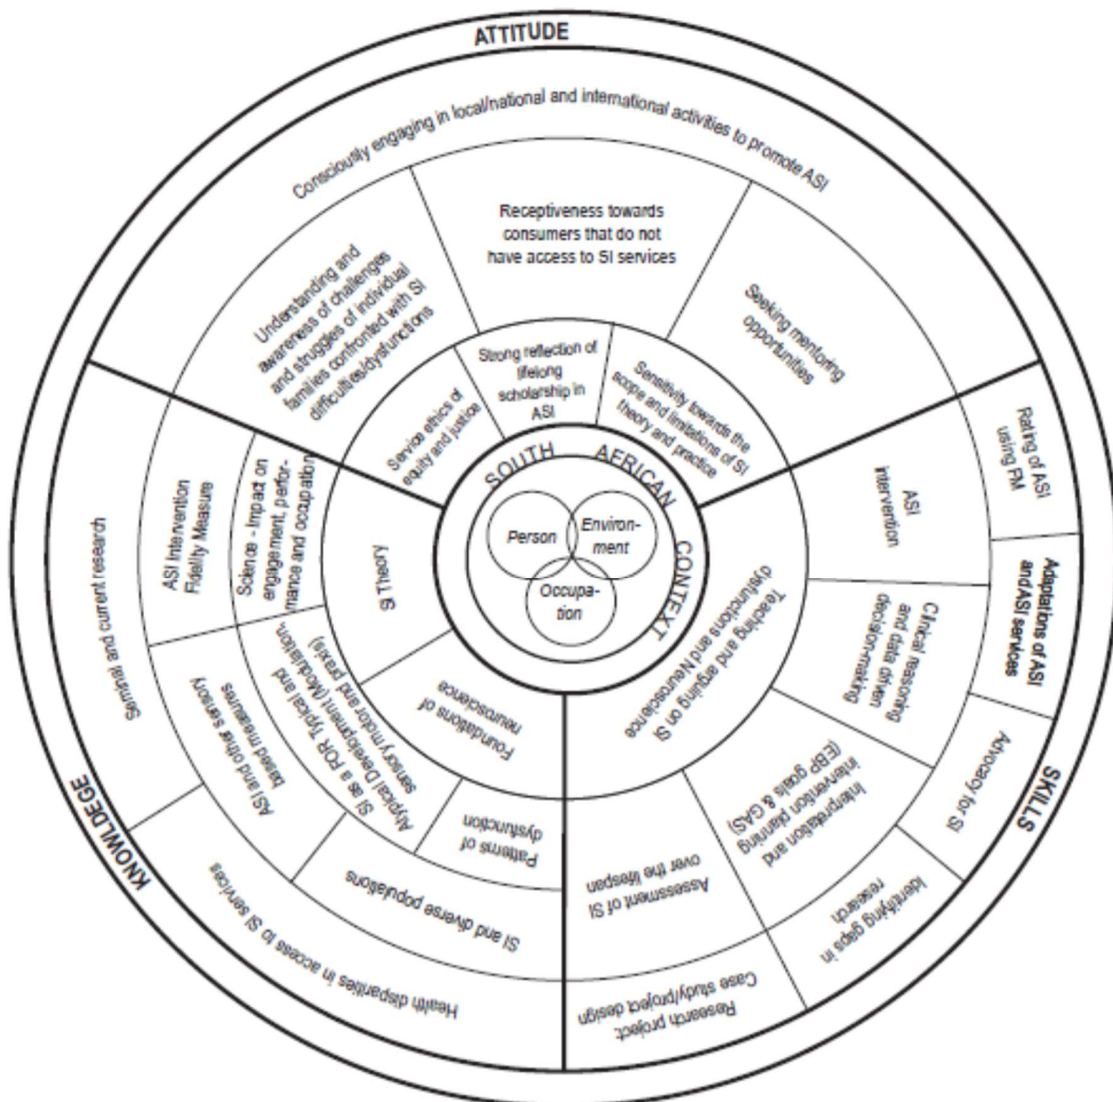 ATTITUDE
Consciously engaging in local/national and international activities to promote ASI
Understanding and
awareness of challenges
and struggles of individual
families confronted with SI
difficulties/dysfunctions
Receptiveness towards
consumers that do not
have access to SI services
Seeking mentoring
opportunities
Service ethics of
equity and justice
Strong reflection of
lifelong
scholarship in
ASI
Sensitivity towards the
scope and limitations of SI
theory and practice
SOUTH AFRICAN CONTEXT
Person
Environ-
ment
Occupa-
tion
SKILLS
Rating of ASI
using FM
Adaptations of ASI
and ASI services
Advocacy for SI
Identifying gaps in
research
Research project:
Case study/project design
ASI
intervention
Clinical reasoning
and data driven
decision-making
Interpretation and
intervention planning
(EBP goals & GAS)
Assessment of SI
over the lifespan
Teaching and arguing on SI
dysfunctions and Neuroscience
KNOWLDEGE
Seminal and current research
Health disparities in access to SI services
ASI Intervention
Fidelity Measure
ASI and other sensory
based measures
SI and diverse populations
Science - Impact on
engagement, perfor-
mance and occupation
SI as a FOR Typical and
Atypical Development (Modulation,
sensory motor and praxis)
Patterns of
dysfunction
SI Theory
Foundations of
neuroscience